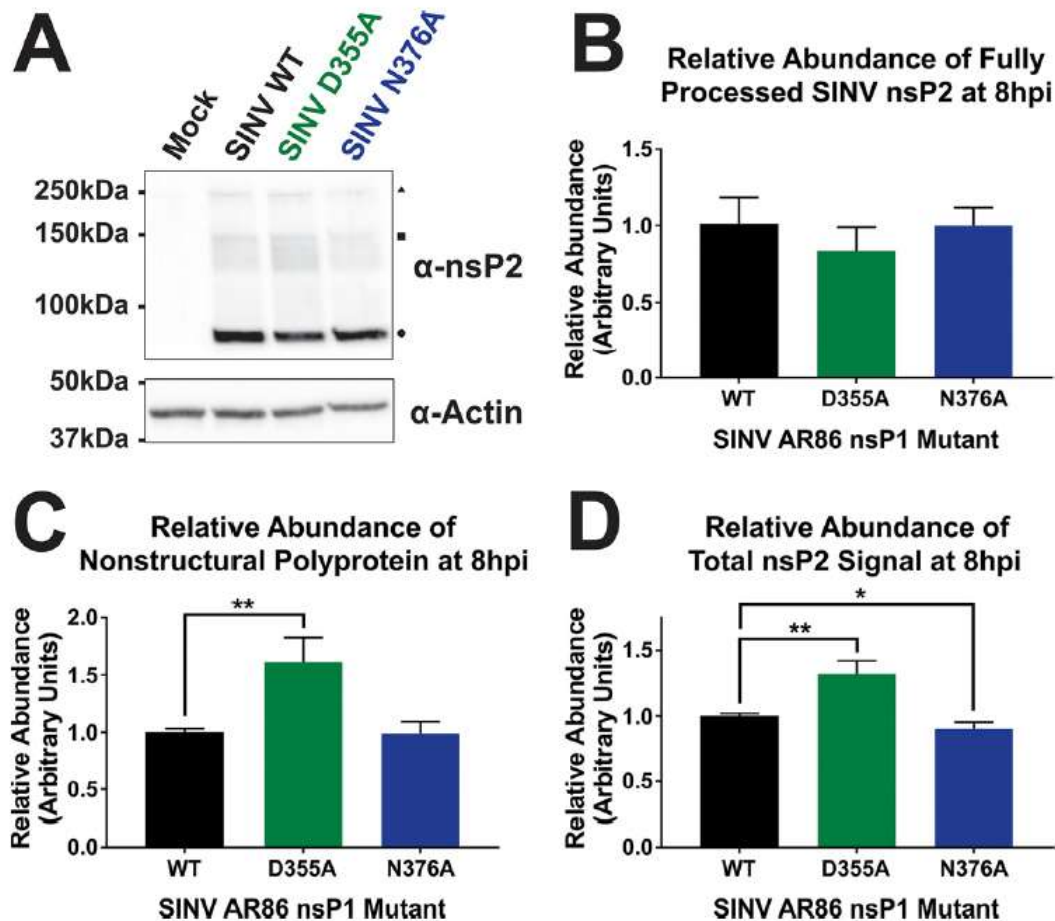 A
Mock
SINV WT
SINV D355A
SINV N376A
250kDa
150kDa
100kDa
α-nsP2
50kDa
37kDa
α-Actin
B
Relative Abundance of Fully
Processed SINV nsP2 at 8hpi
Relative Abundance
(Arbitrary Units)
1.5
1.0
0.5
0.0
WT
D355A
N376A
SINV AR86 nsP1 Mutant
C
Relative Abundance of
Nonstructural Polyprotein at 8hpi
Relative Abundance
(Arbitrary Units)
2.0
1.5
1.0
0.5
0.0
**
WT
D355A
N376A
SINV AR86 nsP1 Mutant
D
Relative Abundance of
Total nsP2 Signal at 8hpi
Relative Abundance
(Arbitrary Units)
1.5
1.0
1.5
0.0
*
**
WT
D355A
N376A
SINV AR86 nsP1 Mutant